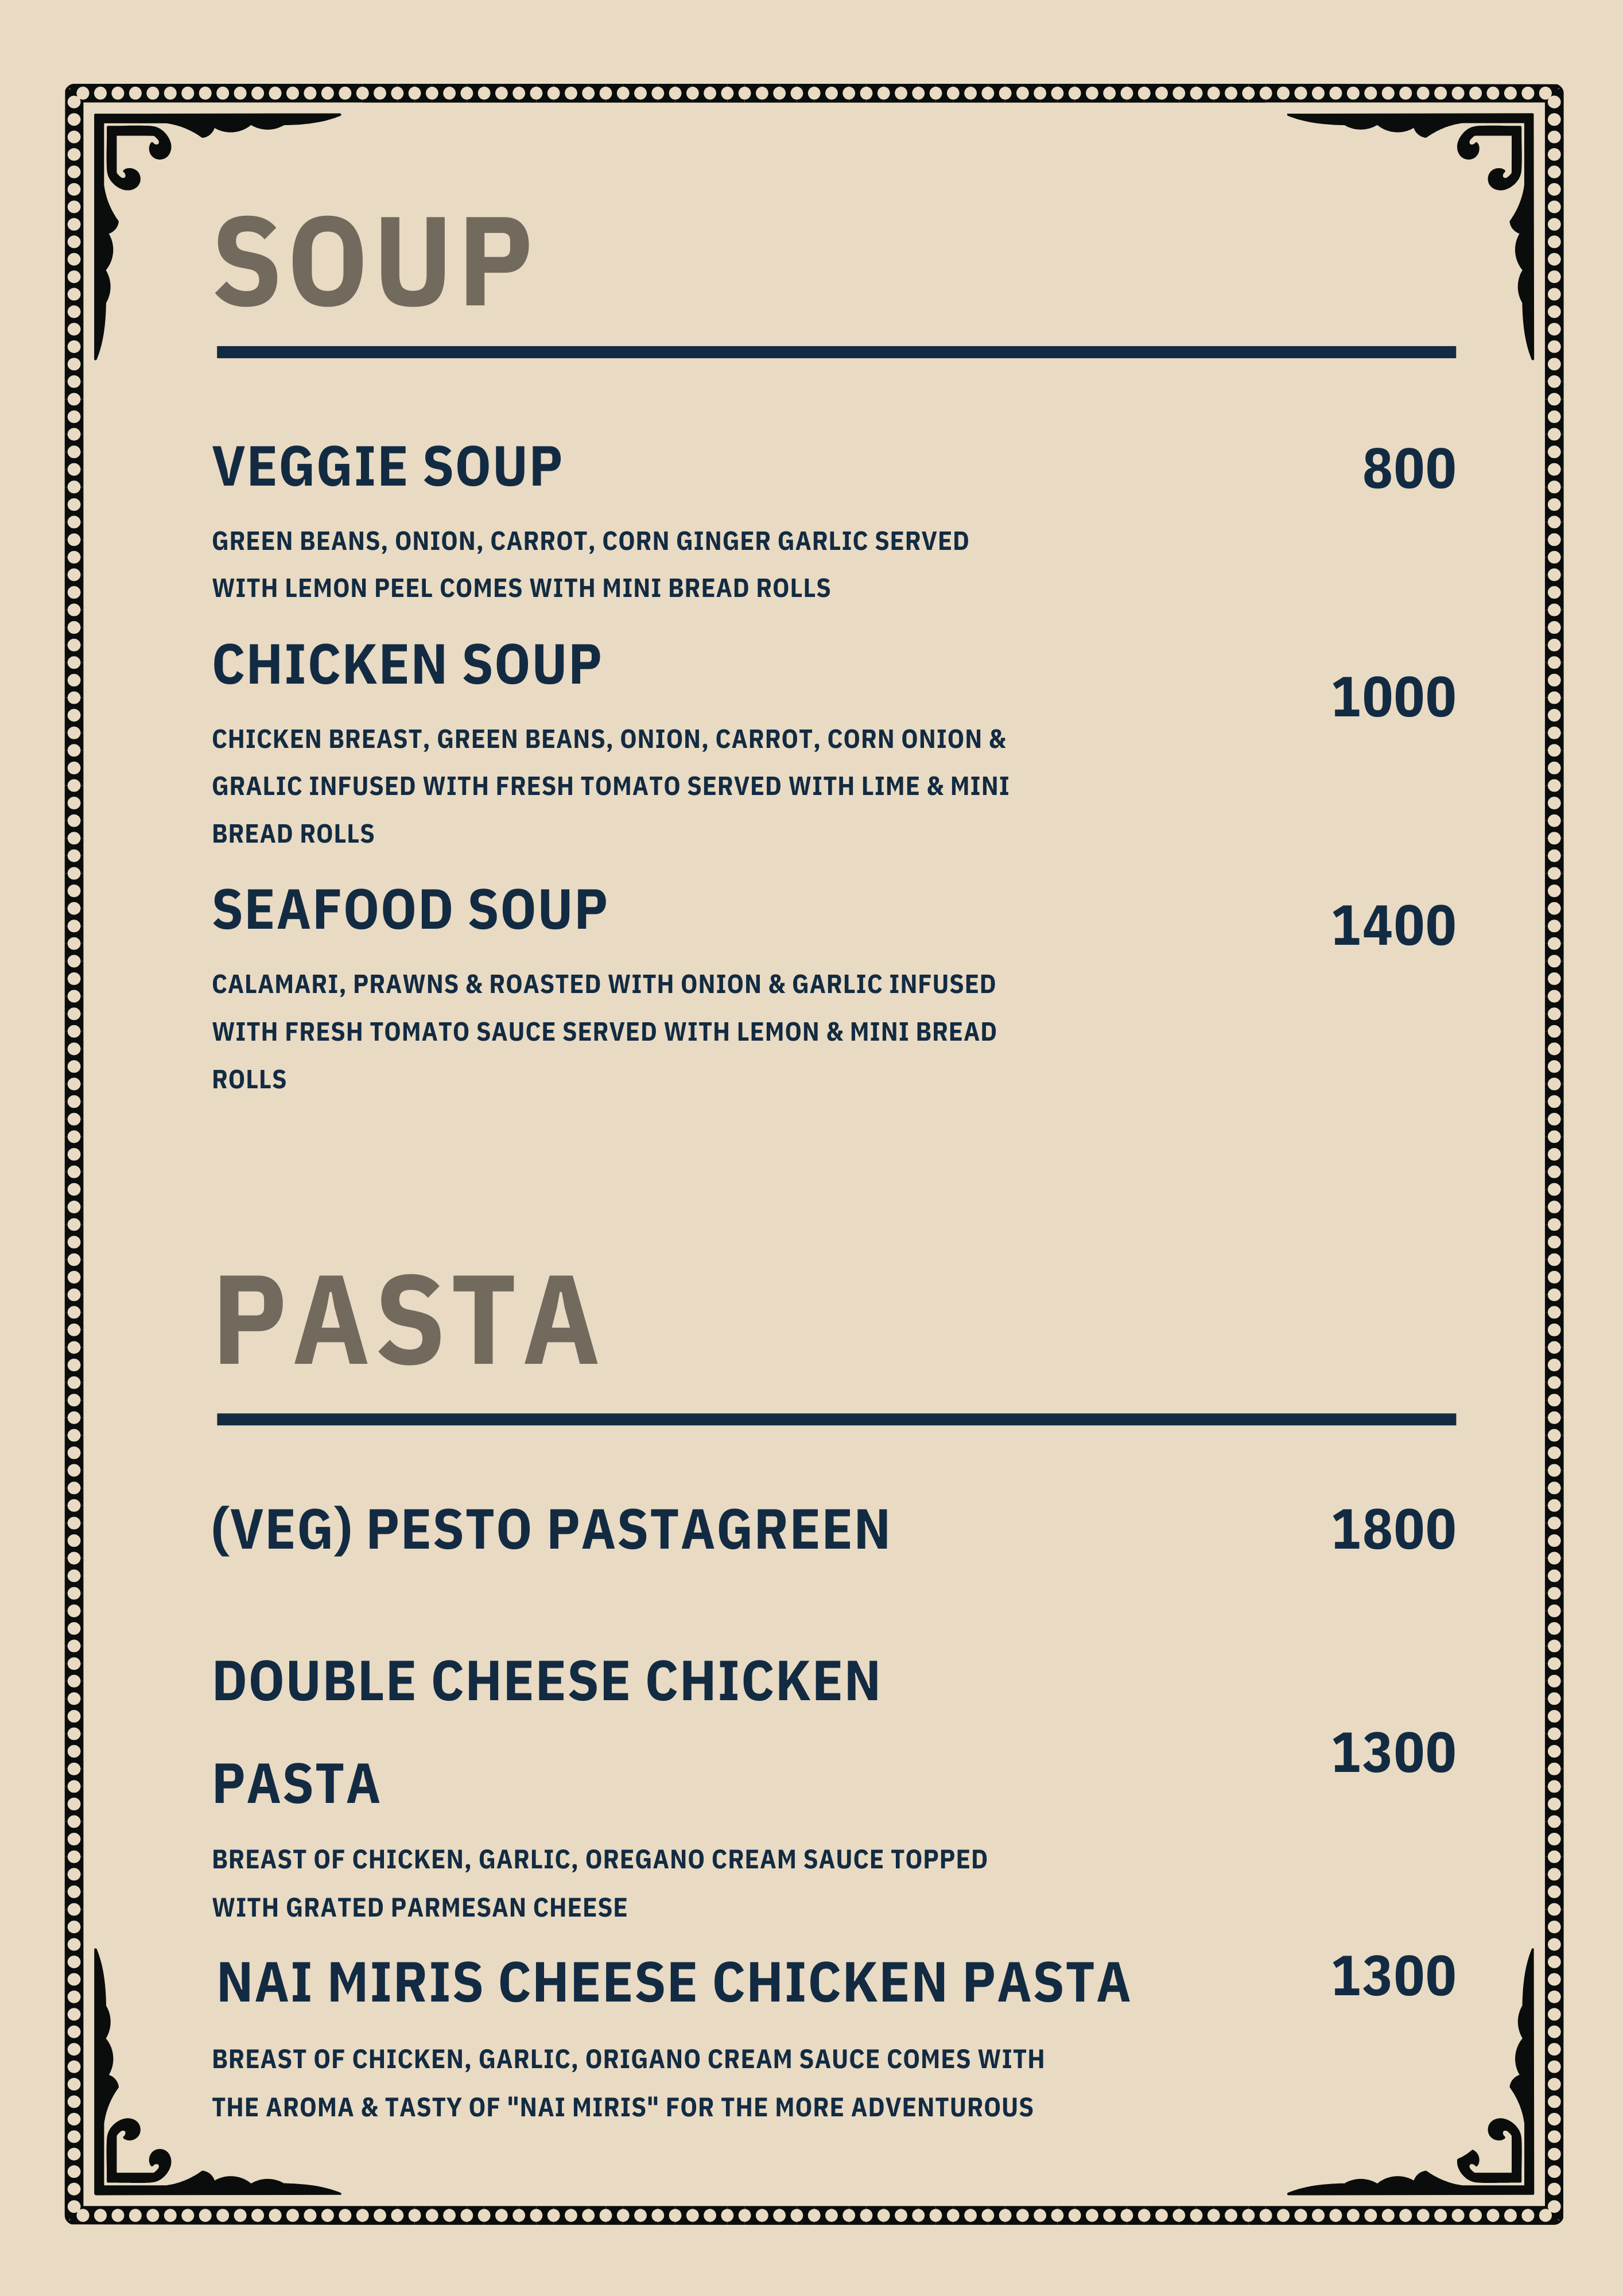 SOUP
VEGGIE SOUP 800
GREEN BEANS, ONION, CARROT, CORN GINGER GARLIC SERVED
WITH LEMON PEEL COMES WITH MINI BREAD ROLLS
CHICKEN SOUP 1000
CHICKEN BREAST, GREEN BEANS, ONION, CARROT, CORN ONION &
GRALIC INFUSED WITH FRESH TOMATO SERVED WITH LIME & MINI
BREAD ROLLS
SEAFOOD SOUP 1400
CALAMARI, PRAWNS & ROASTED WITH ONION & GARLIC INFUSED
WITH FRESH TOMATO SAUCE SERVED WITH LEMON & MINI BREAD
ROLLS
PASTA
(VEG) PESTO PASTAGREEN 1800
DOUBLE CHEESE CHICKEN
PASTA 1300
BREAST OF CHICKEN, GARLIC, OREGANO CREAM SAUCE TOPPED
WITH GRATED PARMESAN CHEESE
NAI MIRIS CHEESE CHICKEN PASTA 1300
BREAST OF CHICKEN, GARLIC, ORIGANO CREAM SAUCE COMES WITH
THE AROMA & TASTY OF "NAI MIRIS" FOR THE MORE ADVENTUROUS